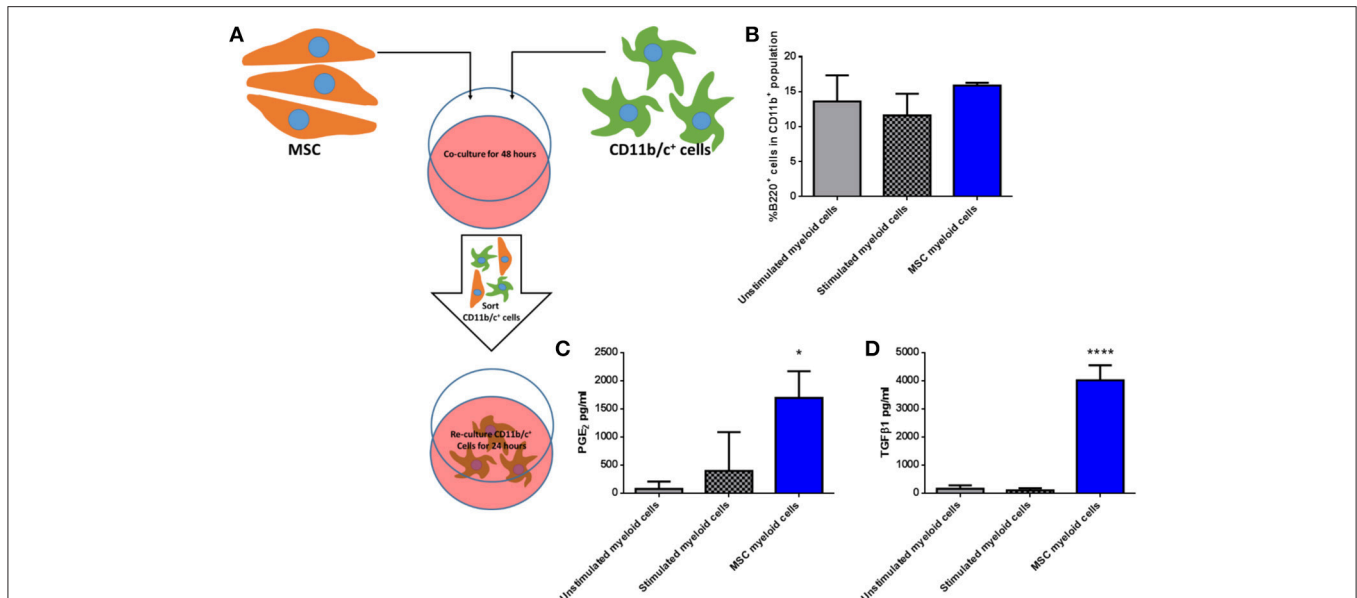 A
MSC
CD11b/c⁺ cells
Co-culture for 48 hours
Sort
CD11b/c⁺ cells
Re-culture CD11b/c⁺
Cells for 24 hours
B
%B220⁺ cells in CD11b⁺ population
20
15
10
5
0
Unstimulated myeloid cells
Stimulated myeloid cells
MSC myeloid cells
C
PGE₂ pg/ml
2500
2000
1500
1000
500
0
*
Unstimulated myeloid cells
Stimulated myeloid cells
MSC myeloid cells
D
TGFβ1 pg/ml
5000
4000
3000
2000
1000
0
****
Unstimulated myeloid cells
Stimulated myeloid cells
MSC myeloid cells